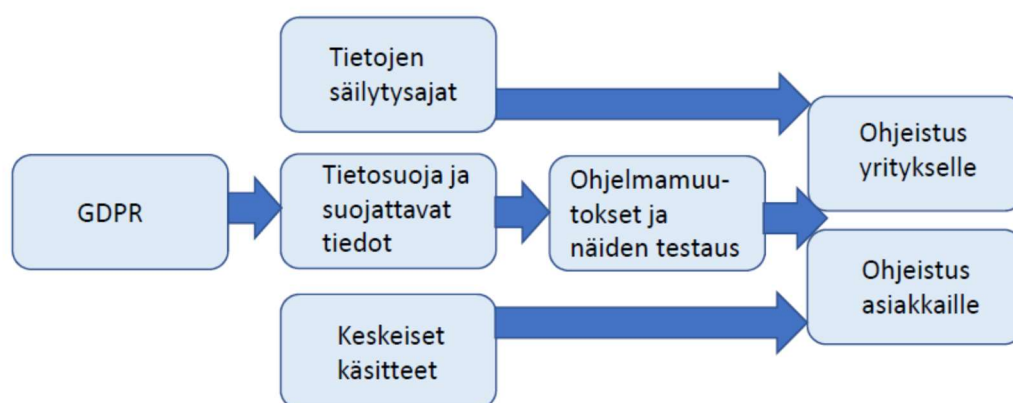 Tietojen
säilytysajat
GDPR
Tietosuoja ja
suojattavat
tiedot
Keskeiset
käsitteet
Ohjelmamuu-
tokset ja
näiden testaus
Ohjeistus
yritykselle
Ohjeistus
asiakkaille